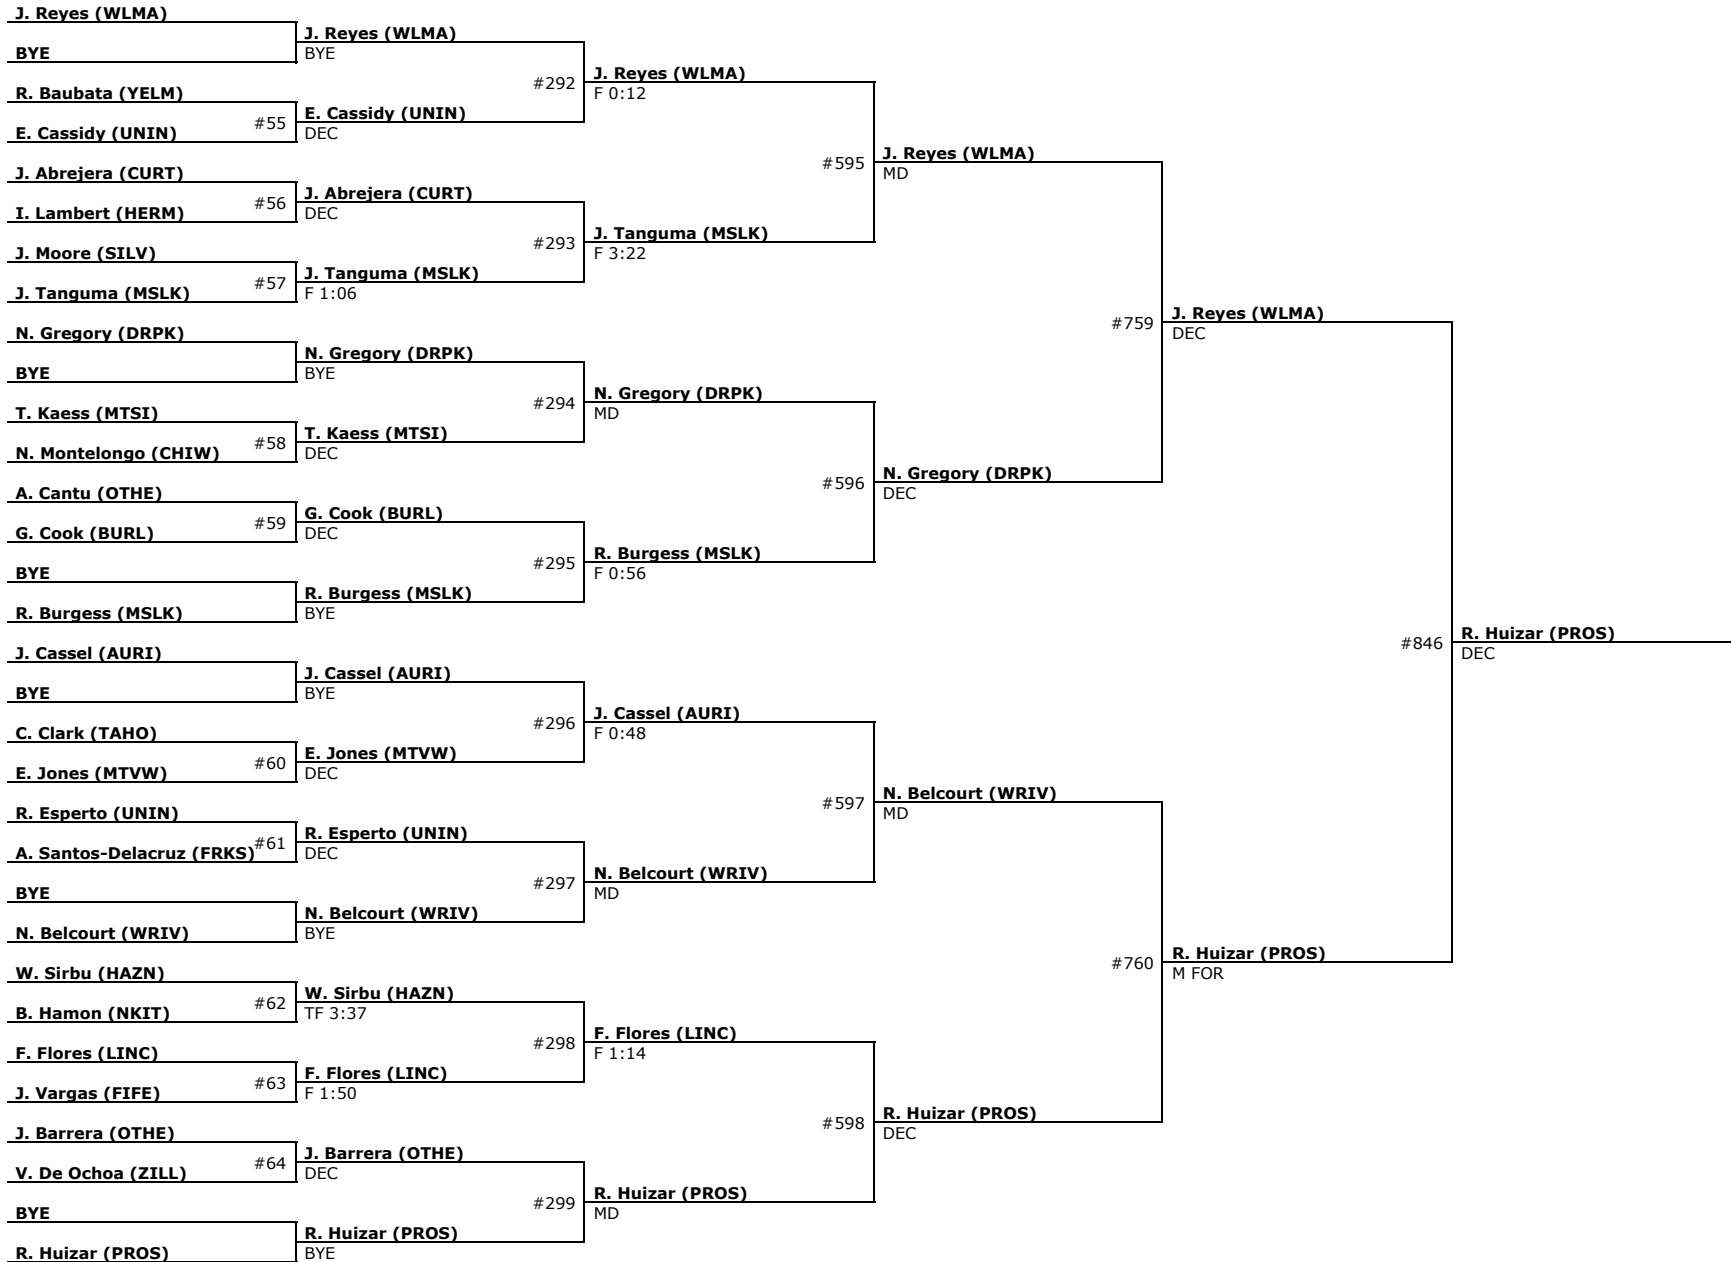 J. Reyes (WLMA)
BYE
R. Baubata (YELM)
E. Cassidy (UNIN)
#55
J. Abrejera (CURT)
I. Lambert (HERM)
#56
J. Moore (SILV)
J. Tanguma (MSLK)
#57
N. Gregory (DRPK)
BYE
T. Kaess (MTSI)
N. Montelongo (CHIW)
#58
A. Cantu (OTHE)
G. Cook (BURL)
#59
BYE
R. Burgess (MSLK)
J. Cassel (AURI)
BYE
C. Clark (TAHO)
E. Jones (MTVW)
#60
R. Esperto (UNIN)
A. Santos-Delacruz (FRKS)
#61
BYE
N. Belcourt (WRIV)
W. Sirbu (HAZN)
B. Hamon (NKIT)
#62
F. Flores (LINC)
J. Vargas (FIFE)
#63
J. Barrera (OTHE)
V. De Ochoa (ZILL)
#64
BYE
R. Huizar (PROS)
J. Reyes (WLMA)
BYE
#292
E. Cassidy (UNIN)
DEC
J. Abrejera (CURT)
DEC
#293
J. Tanguma (MSLK)
F 1:06
N. Gregory (DRPK)
BYE
#294
T. Kaess (MTSI)
DEC
G. Cook (BURL)
DEC
#295
R. Burgess (MSLK)
BYE
J. Cassel (AURI)
BYE
#296
E. Jones (MTVW)
DEC
R. Esperto (UNIN)
DEC
#297
N. Belcourt (WRIV)
BYE
W. Sirbu (HAZN)
TF 3:37
#298
F. Flores (LINC)
F 1:50
J. Barrera (OTHE)
DEC
#299
R. Huizar (PROS)
BYE
J. Reyes (WLMA)
F 0:12
#595
J. Tanguma (MSLK)
F 3:22
N. Gregory (DRPK)
MD
#596
R. Burgess (MSLK)
F 0:56
J. Cassel (AURI)
F 0:48
#597
N. Belcourt (WRIV)
MD
F. Flores (LINC)
F 1:14
#598
R. Huizar (PROS)
MD
J. Reyes (WLMA)
MD
#759
N. Gregory (DRPK)
DEC
N. Belcourt (WRIV)
MD
#760
R. Huizar (PROS)
DEC
J. Reyes (WLMA)
DEC
#846
R. Huizar (PROS)
M FOR
R. Huizar (PROS)
DEC